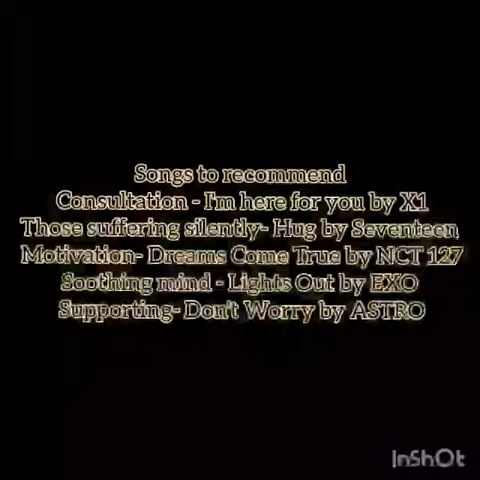 Songs to recommend
Consultation - I'm here for you by X1
Those suffering silently- Hug by Seventeen
Motivation- Dreams Come True by NCT 127
Soothing mind - Lights Out by EXO
Supporting- Don't Worry by ASTRO
InShOt